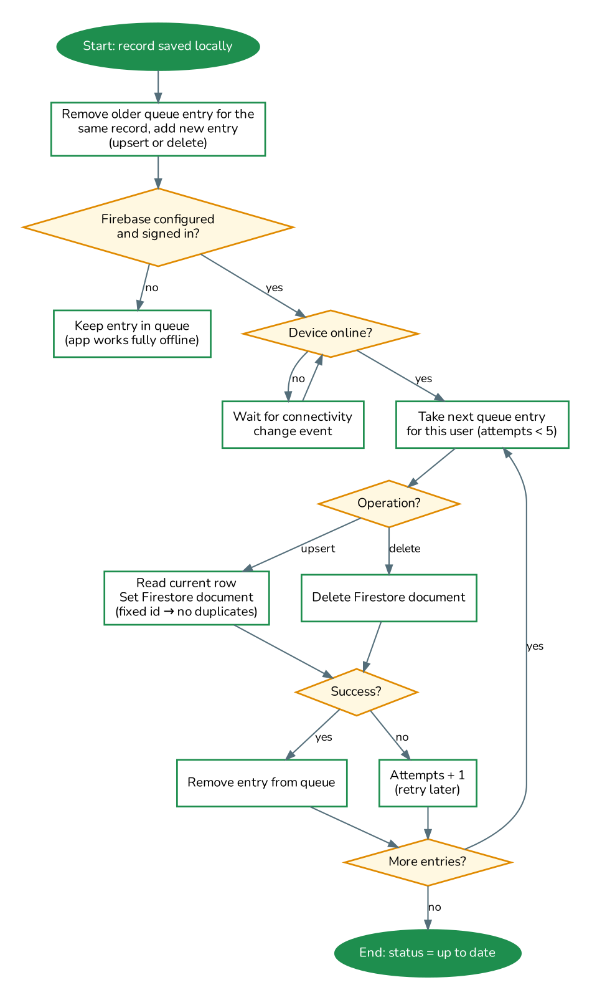 Start: record saved locally
Remove older queue entry for the
same record, add new entry
(upsert or delete)
Firebase configured
and signed in?
no
yes
Keep entry in queue
(app works fully offline)
Device online?
no
yes
Wait for connectivity
change event
Take next queue entry
for this user (attempts < 5)
Operation?
upsert
delete
Read current row
Set Firestore document
(fixed id → no duplicates)
Delete Firestore document
yes
Success?
yes
no
Remove entry from queue
Attempts + 1
(retry later)
More entries?
no
End: status = up to date